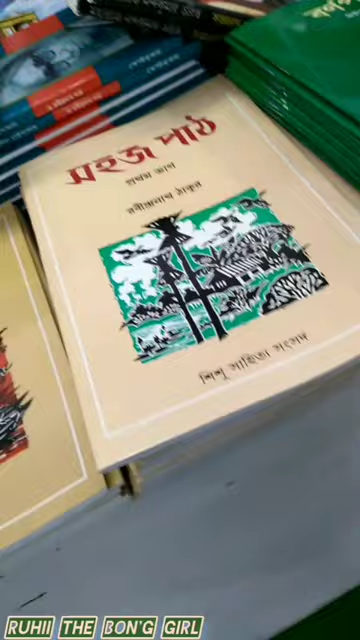 সহজ পাঠ
প্রথম ভাগ
রবীন্দ্রনাথ ঠাকুর
শিশু সাহিত্য সংসদ
RUHII THE BON'G GIRL